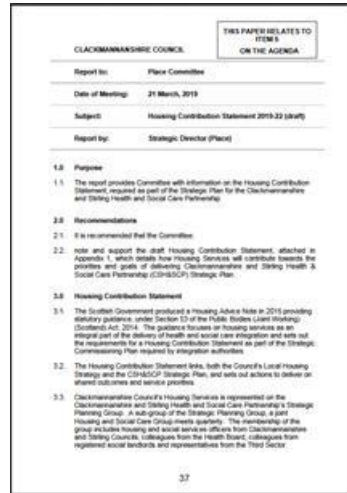 THIS PAPER RELATES TO
ITEM 6
ON THE AGENDA
CLACKMANNANSHIRE COUNCIL
Report to: Place Committee
Date of Meeting: 21 March, 2019
Subject: Housing Contribution Statement 2019-22 (draft)
Report by: Strategic Director (Place)
1.0 Purpose
1.1. The report provides Committee with information on the Housing Contribution
Statement, required as part of the Strategic Plan for the Clackmannanshire
and Stirling Health and Social Care Partnership
2.0 Recommendations
2.1. It is recommended that the Committee:
2.2. note and support the draft Housing Contribution Statement, attached in
Appendix 1, which details how Housing Services will contribute towards the
priorities and goals of delivering Clackmannanshire and Stirling Health &
Social Care Partnership (CSH&SCP) Strategic Plan.
3.0 Housing Contribution Statement
3.1. The Scottish Government produced a Housing Advice Note in 2015 providing
statutory guidance, under Section 53 of the Public Bodies (Joint Working)
(Scotland) Act, 2014. The guidance focuses on housing services as an
integral part of the delivery of health and social care integration and sets out
the requirements for a Housing Contribution Statement as part of the Strategic
Commissioning Plan required by integration authorities.
3.2. The Housing Contribution Statement links, both the Council's Local Housing
Strategy and the CSH&SCP Strategic Plan, and sets out actions to deliver on
shared outcomes and service priorities.
3.3. Clackmannanshire Council's Housing Services is represented on the
Clackmannanshire and Stirling Health and Social Care Partnership's Strategic
Planning Group. A sub-group of the Strategic Planning Group, a joint
Housing and Social Care Group meets quarterly. The membership of the
group includes housing and social services officers from Clackmannanshire
and Stirling Councils, colleagues from the Health Board, colleagues from
registered social landlords and representatives from the Third Sector.
37